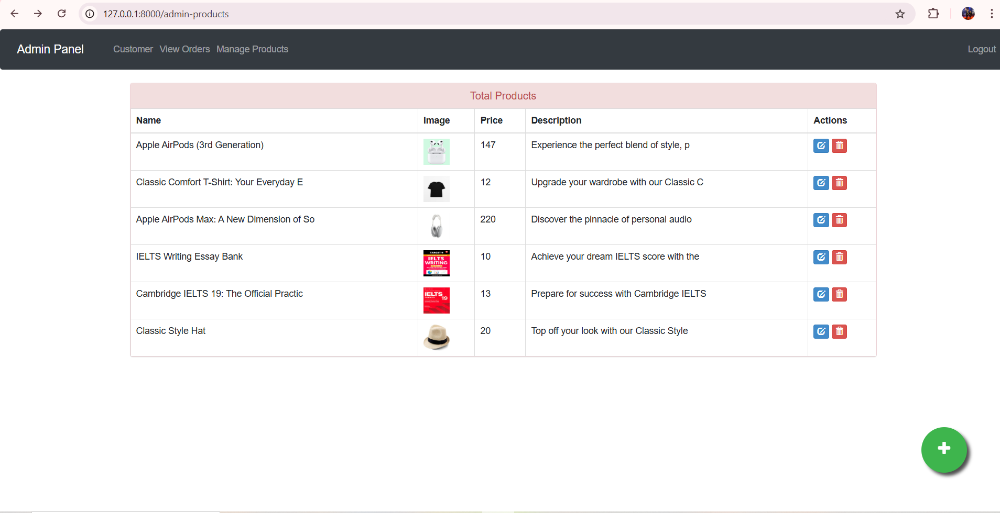 127.0.0.1:8000/admin-products
Admin Panel Customer View Orders Manage Products Logout
Total Products
Name Image Price Description Actions
Apple AirPods (3rd Generation) 147 Experience the perfect blend of style, p
Classic Comfort T-Shirt: Your Everyday E 12 Upgrade your wardrobe with our Classic C
Apple AirPods Max: A New Dimension of So 220 Discover the pinnacle of personal audio
IELTS Writing Essay Bank 10 Achieve your dream IELTS score with the
TARGET 9
IELTS
WRITING
Cambridge IELTS 19: The Official Practic 13 Prepare for success with Cambridge IELTS
IELTS
19
Classic Style Hat 20 Top off your look with our Classic Style